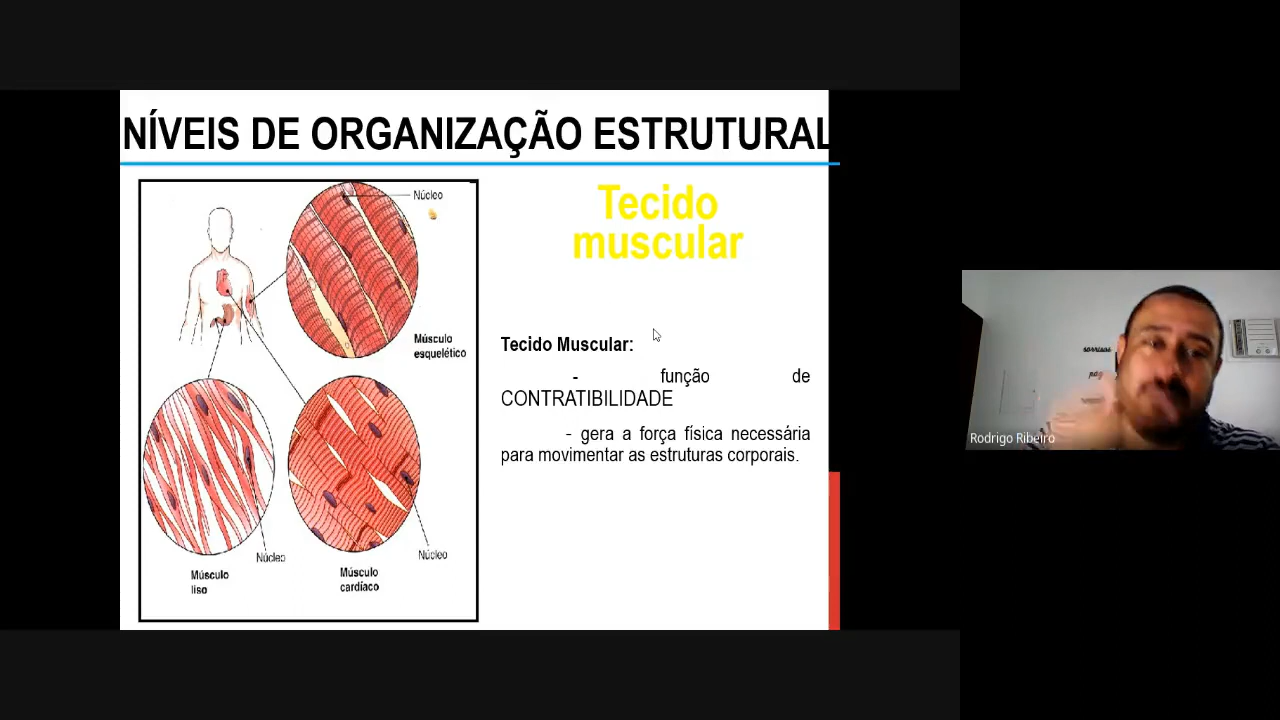 NÍVEIS DE ORGANIZAÇÃO ESTRUTURAL
Núcleo
Músculo
esquelético
Núcleo
Músculo
liso
Núcleo
Músculo
cardíaco
Tecido
muscular
Tecido Muscular:
- função de
CONTRATIBILIDADE
- gera a força física necessária
para movimentar as estruturas corporais.
sorrisos
Rodrigo Ribeiro